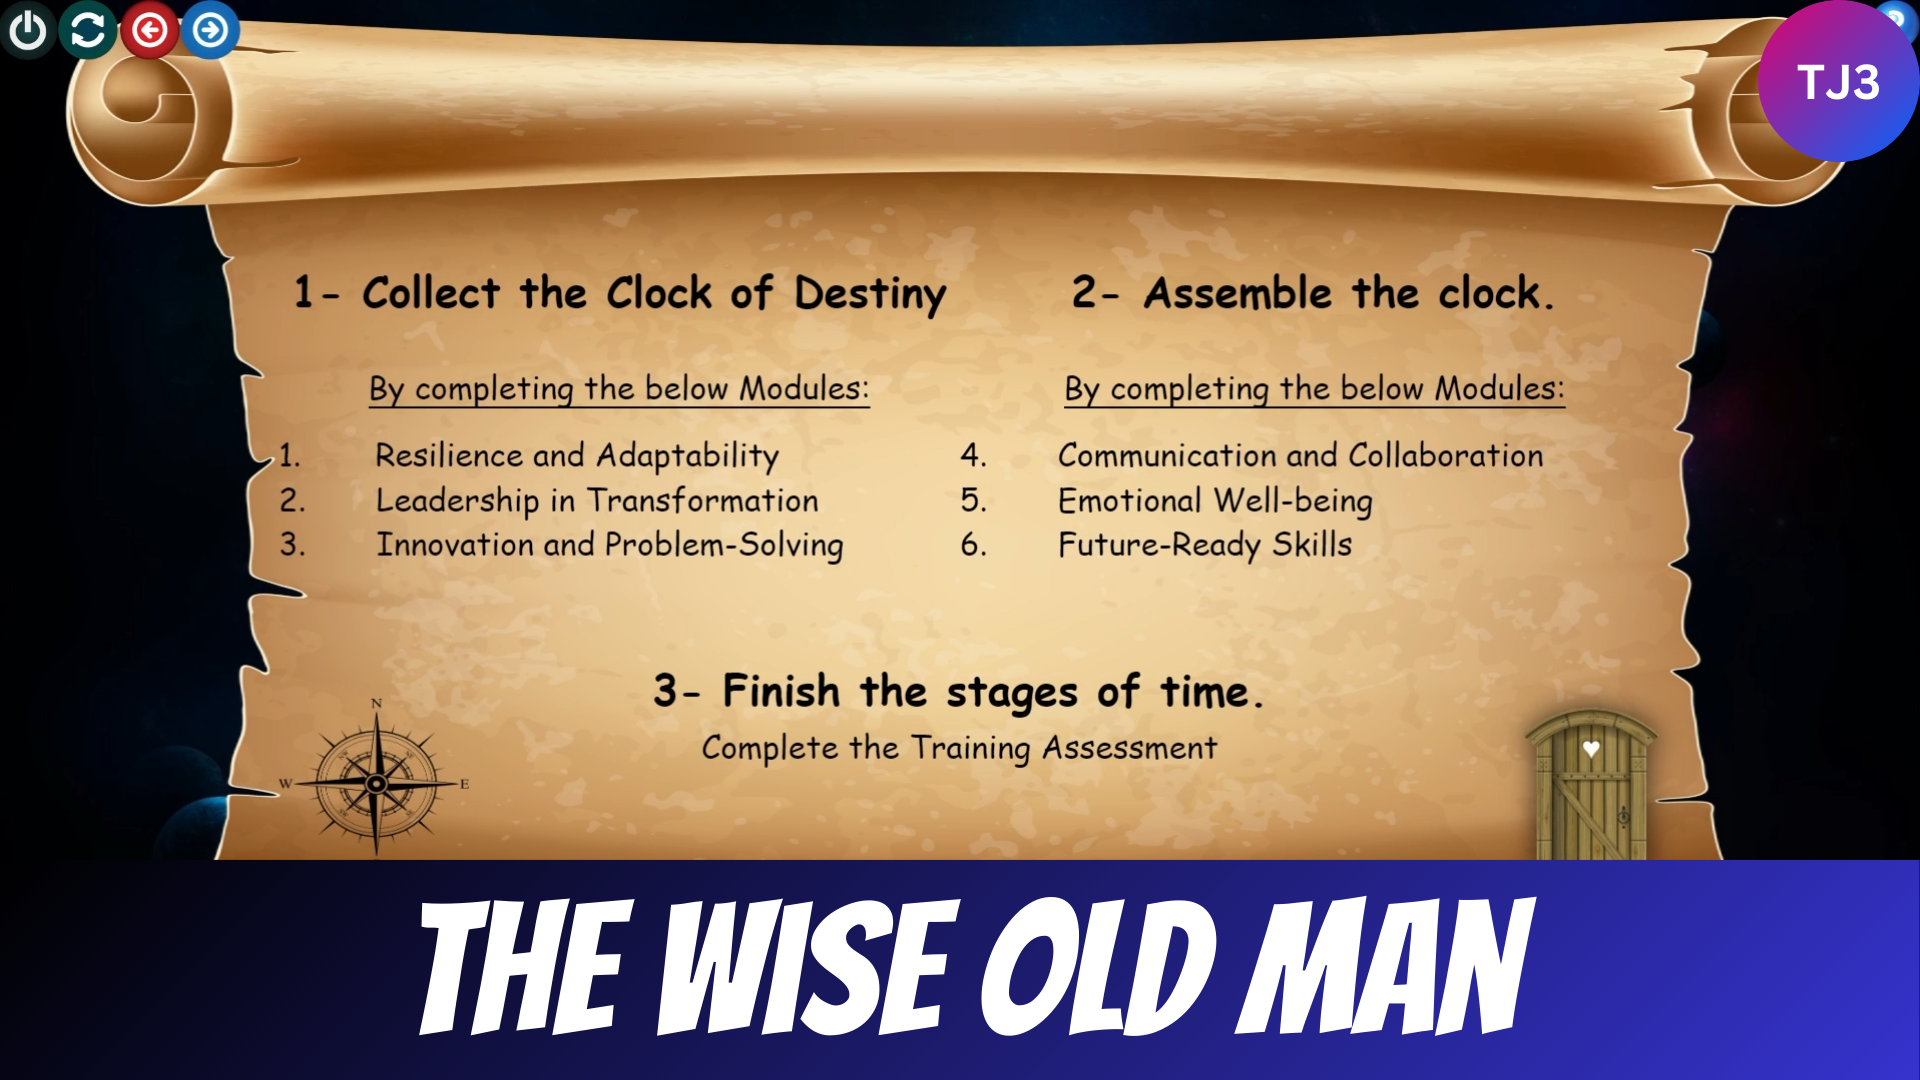 TJ3
1- Collect the Clock of Destiny
By completing the below Modules:
1. Resilience and Adaptability
2. Leadership in Transformation
3. Innovation and Problem-Solving
2- Assemble the clock.
By completing the below Modules:
4. Communication and Collaboration
5. Emotional Well-being
6. Future-Ready Skills
3- Finish the stages of time.
Complete the Training Assessment
N
W E
THE WISE OLD MAN